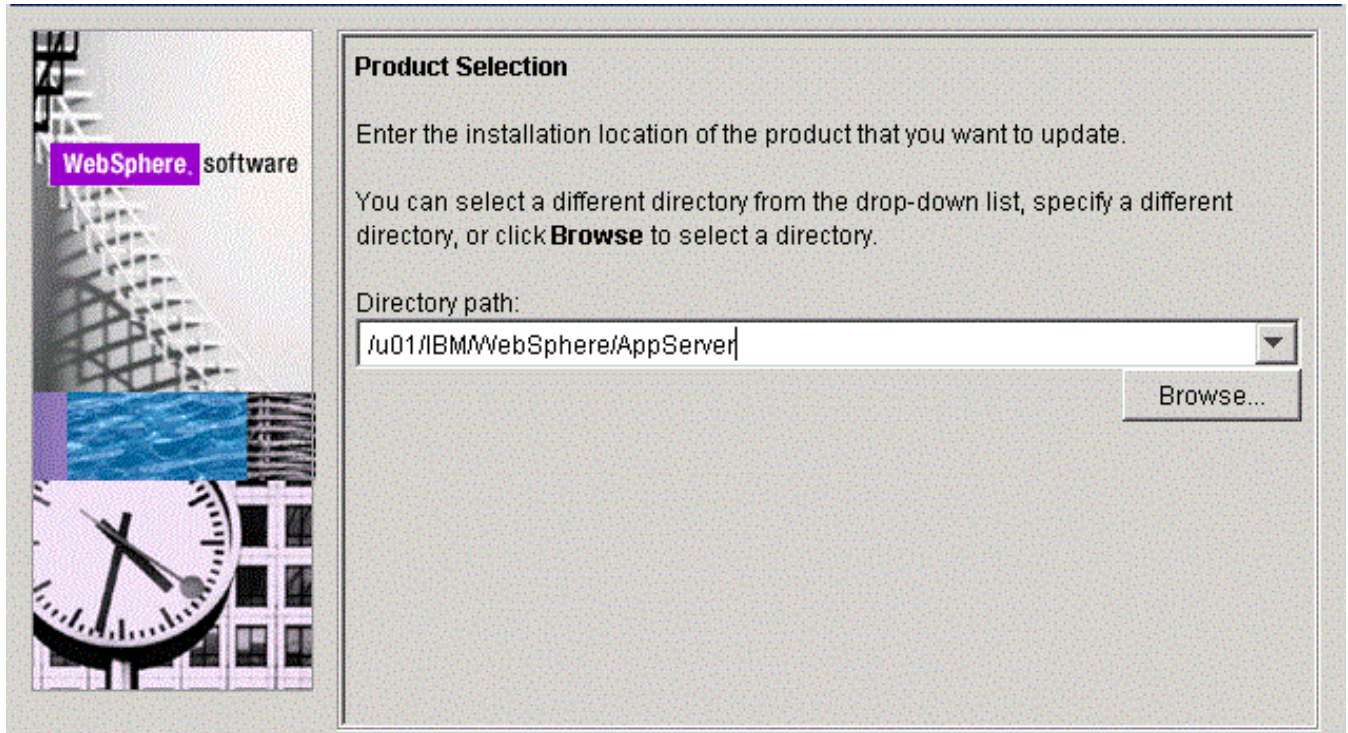 WebSphere. software
Product Selection
Enter the installation location of the product that you want to update.
You can select a different directory from the drop-down list, specify a different
directory, or click Browse to select a directory.
Directory path:
/u01/IBM/WebSphere/AppServer
Browse...